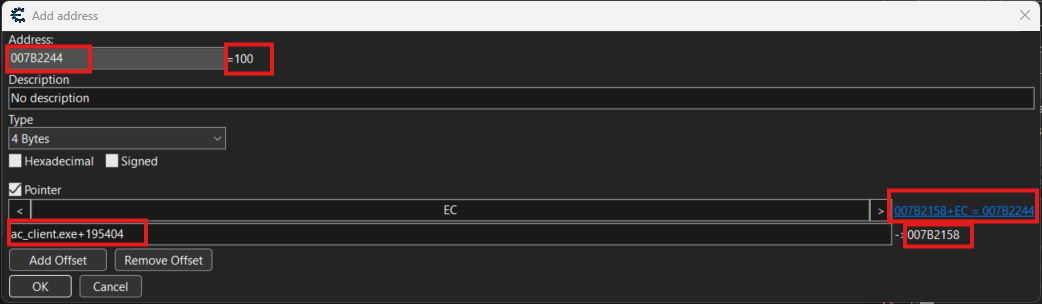 Add address
Address:
007B2244 =100
Description
No description
Type
4 Bytes
Hexadecimal Signed
Pointer
< EC > 007B2158+EC = 007B2244
ac_client.exe+195404 ->007B2158
Add Offset Remove Offset
OK Cancel